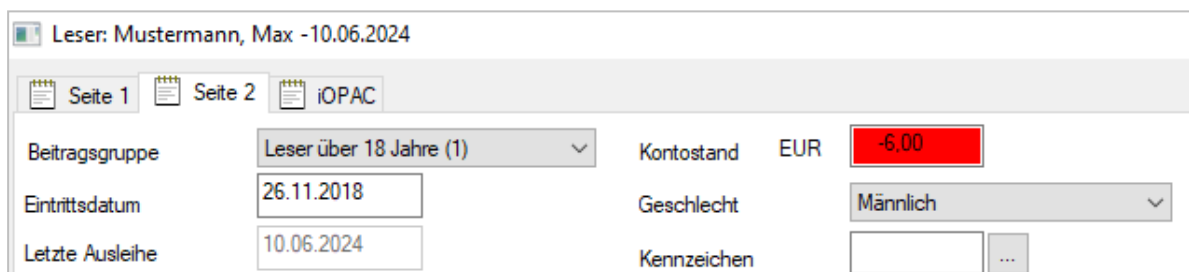 Leser: Mustermann, Max -10.06.2024
Seite 1 Seite 2 iOPAC
Beitragsgruppe Leser über 18 Jahre (1) Kontostand EUR -6,00
Eintrittsdatum 26.11.2018 Geschlecht Männlich
Letzte Ausleihe 10.06.2024 Kennzeichen ...